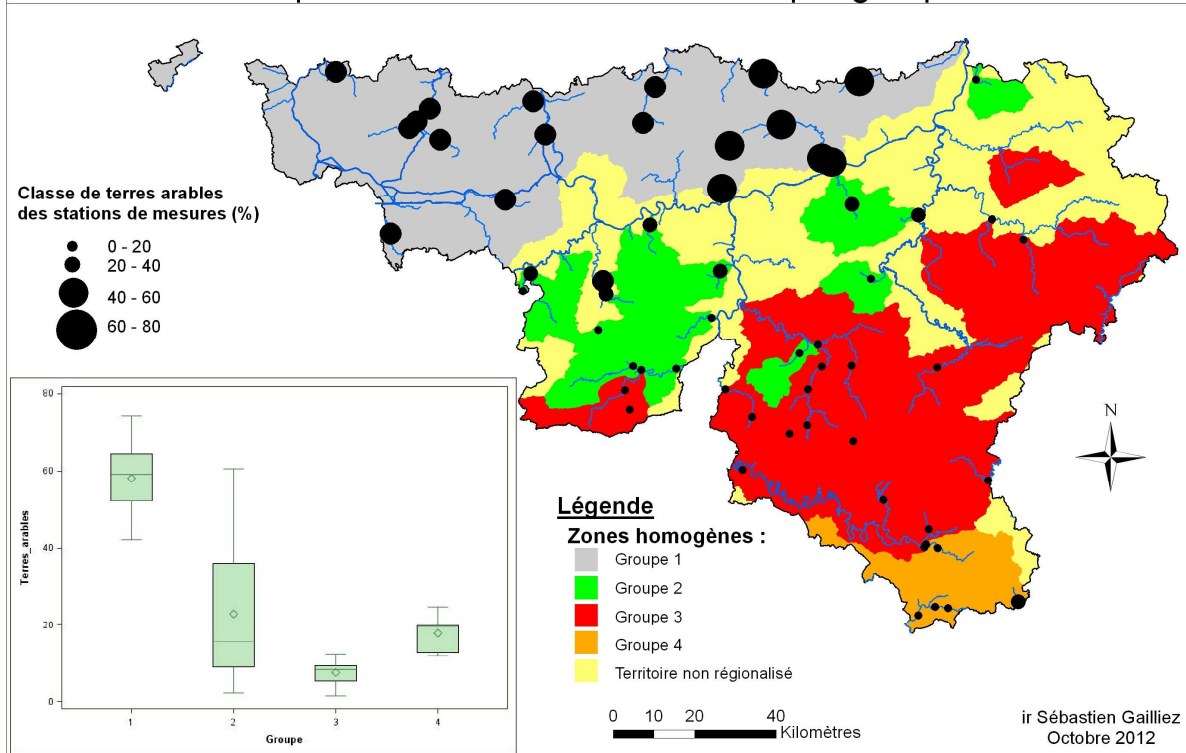 Classe de terres arables
des stations de mesures (%)
0 - 20
20 - 40
40 - 60
60 - 80
80
60
40
20
0
Terres_arables
1 2 3 4
Groupe
N
Légende
Zones homogènes :
Groupe 1
Groupe 2
Groupe 3
Groupe 4
Territoire non régionalisé
0 10 20 40
Kilomètres
ir Sébastien Gailliez
Octobre 2012